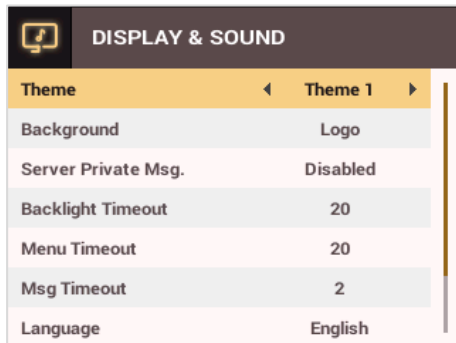 DISPLAY & SOUND
Theme Theme 1
Background Logo
Server Private Msg. Disabled
Backlight Timeout 20
Menu Timeout 20
Msg Timeout 2
Language English